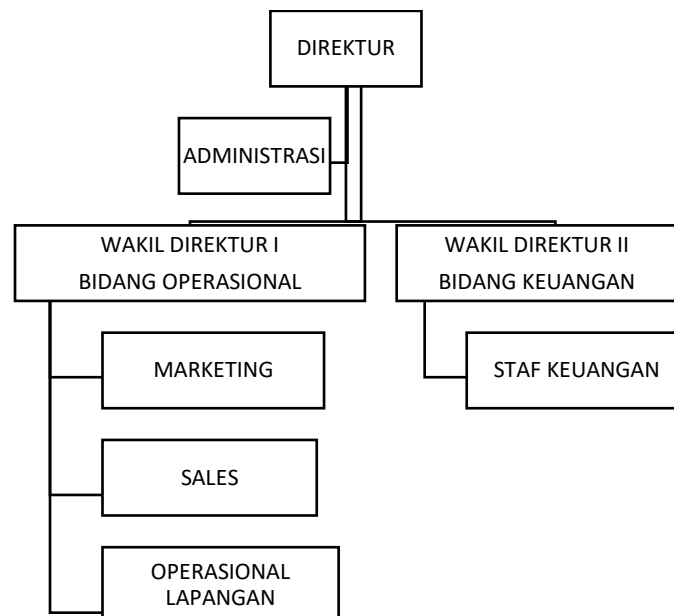 DIREKTUR
ADMINISTRASI
WAKIL DIREKTUR I
BIDANG OPERASIONAL
WAKIL DIREKTUR II
BIDANG KEUANGAN
MARKETING
STAF KEUANGAN
SALES
OPERASIONAL
LAPANGAN